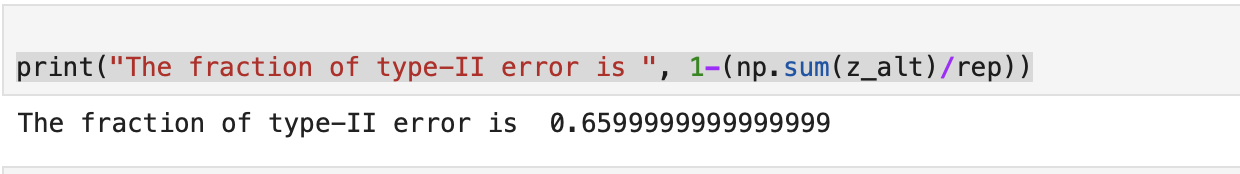 print("The fraction of type-II error is ", 1-(np.sum(z_alt)/rep))
The fraction of type-II error is  0.6599999999999999